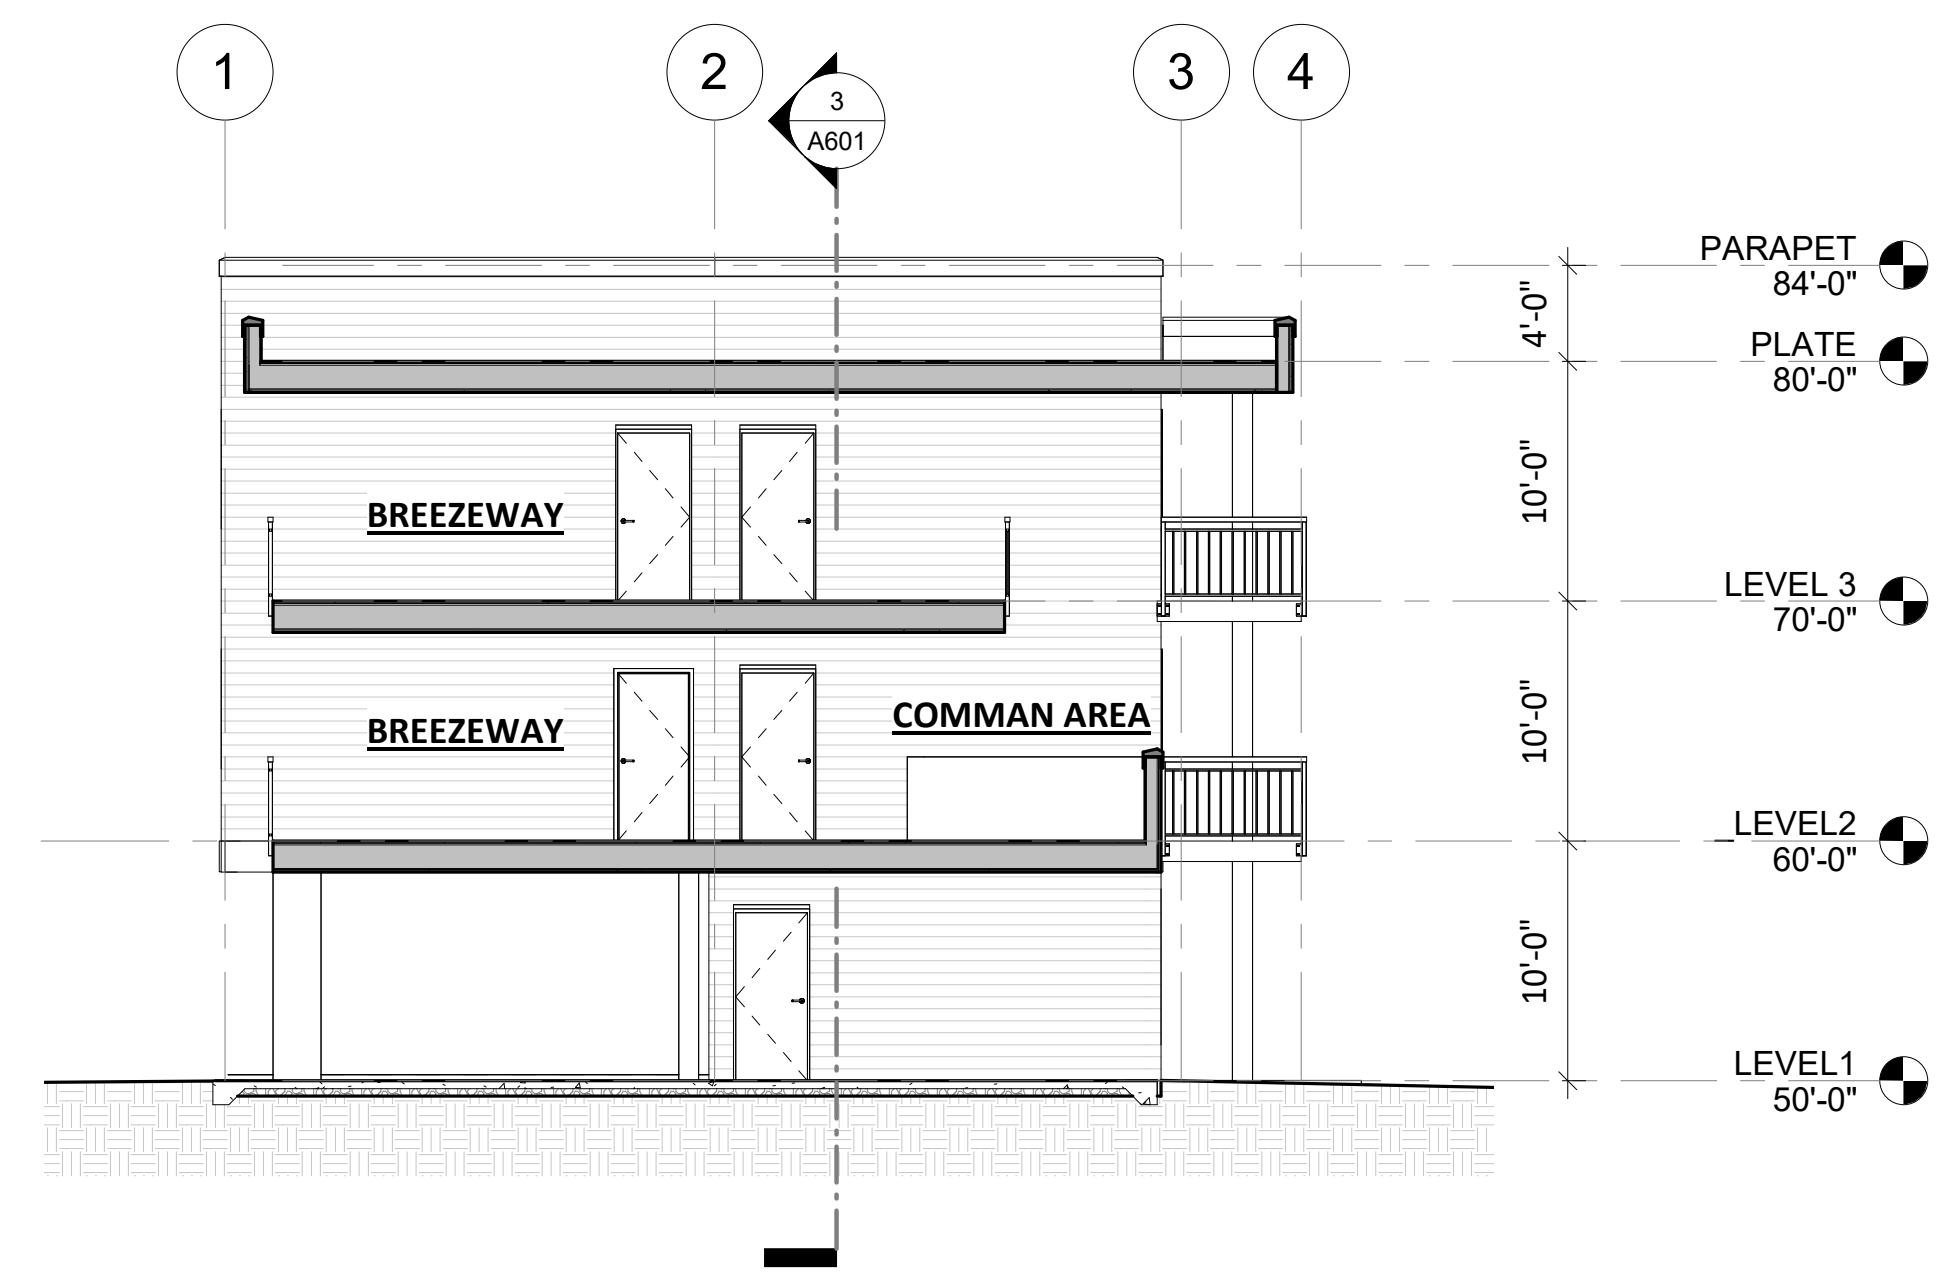 1
2
3
4
3
A601
PARAPET
84'-0"
4'-0"
PLATE
80'-0"
10'-0"
BREEZEWAY
LEVEL 3
70'-0"
10'-0"
BREEZEWAY
COMMAN AREA
LEVEL2
60'-0"
10'-0"
LEVEL1
50'-0"